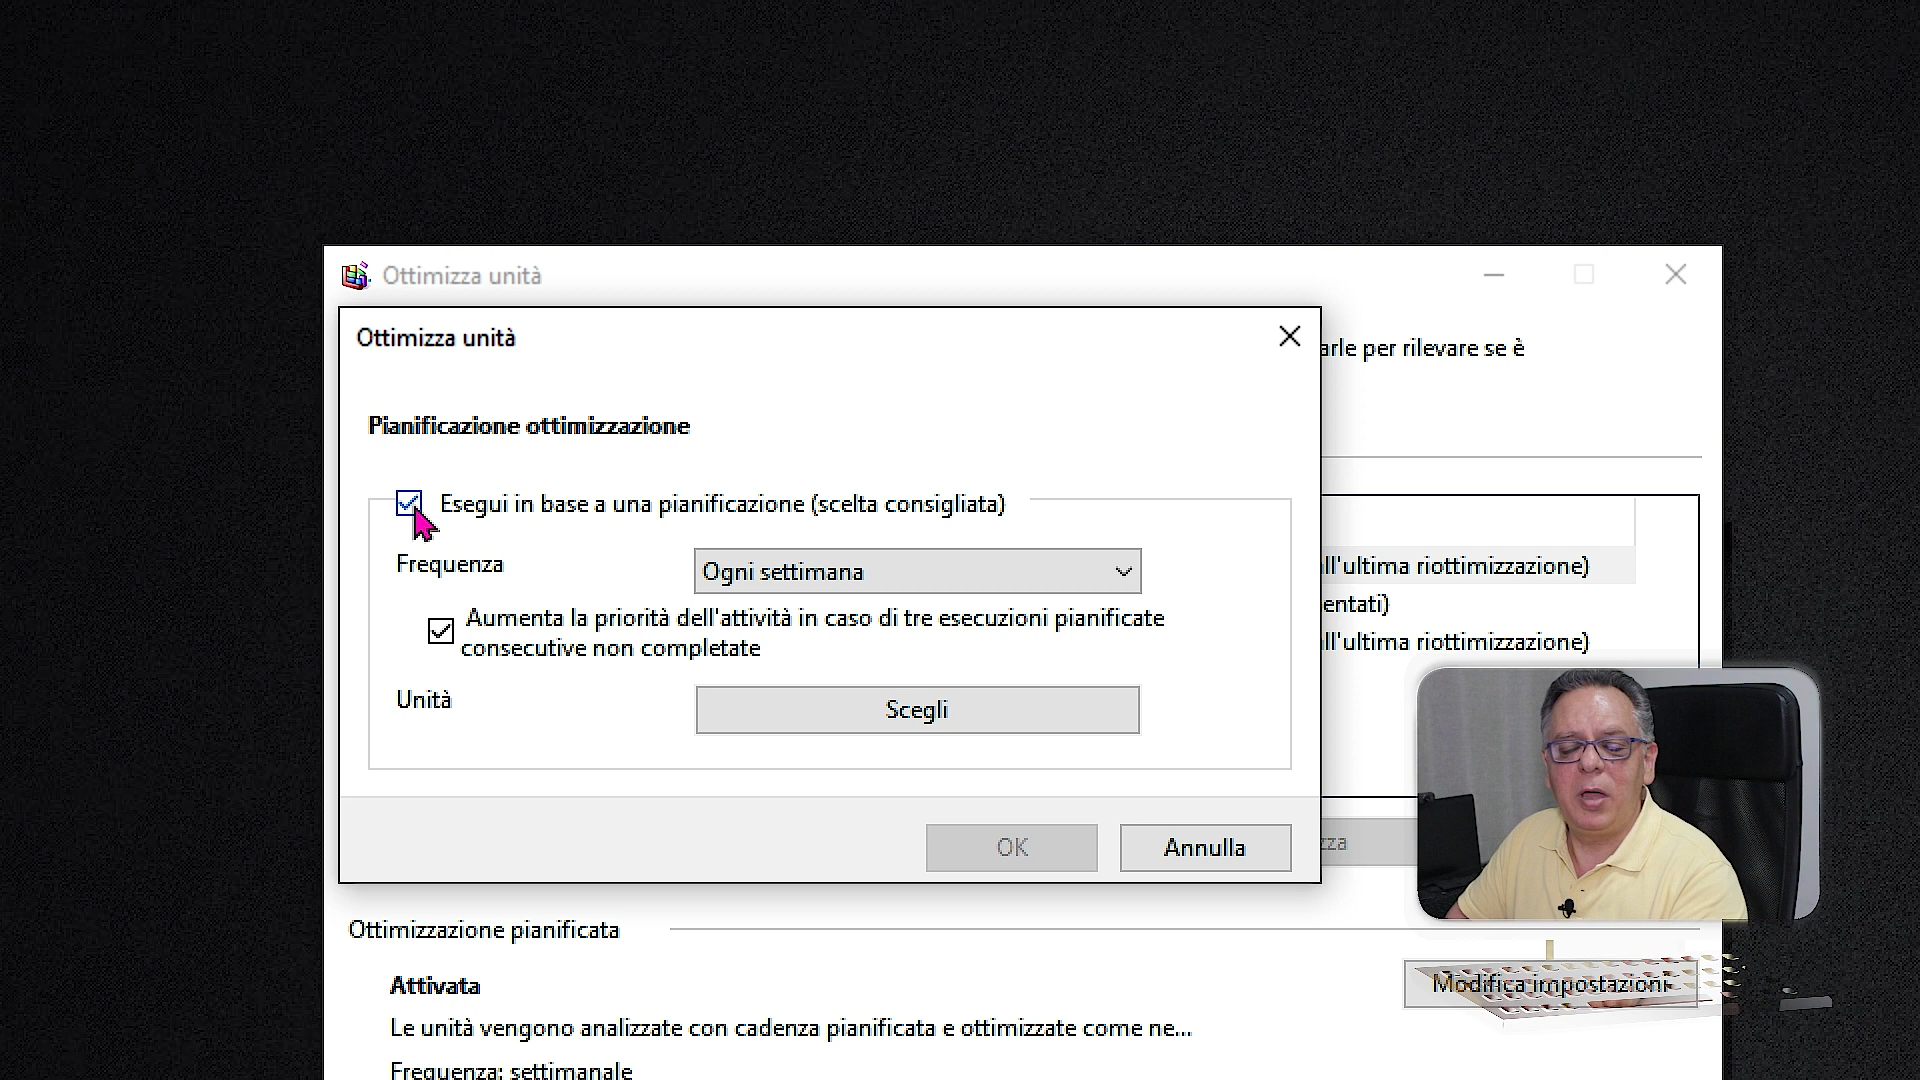 Ottimizza unità
Ottimizza unità
arle per rilevare se è
Pianificazione ottimizzazione
Esegui in base a una pianificazione (scelta consigliata)
Frequenza
Ogni settimana
ll'ultima riottimizzazione)
entati)
Aumenta la priorità dell'attività in caso di tre esecuzioni pianificate
consecutive non completate
ll'ultima riottimizzazione)
Unità
Scegli
OK
Annulla
zza
Ottimizzazione pianificata
Attivata
Modifica impostazioni
Le unità vengono analizzate con cadenza pianificata e ottimizzate come ne...
Frequenza: settimanale